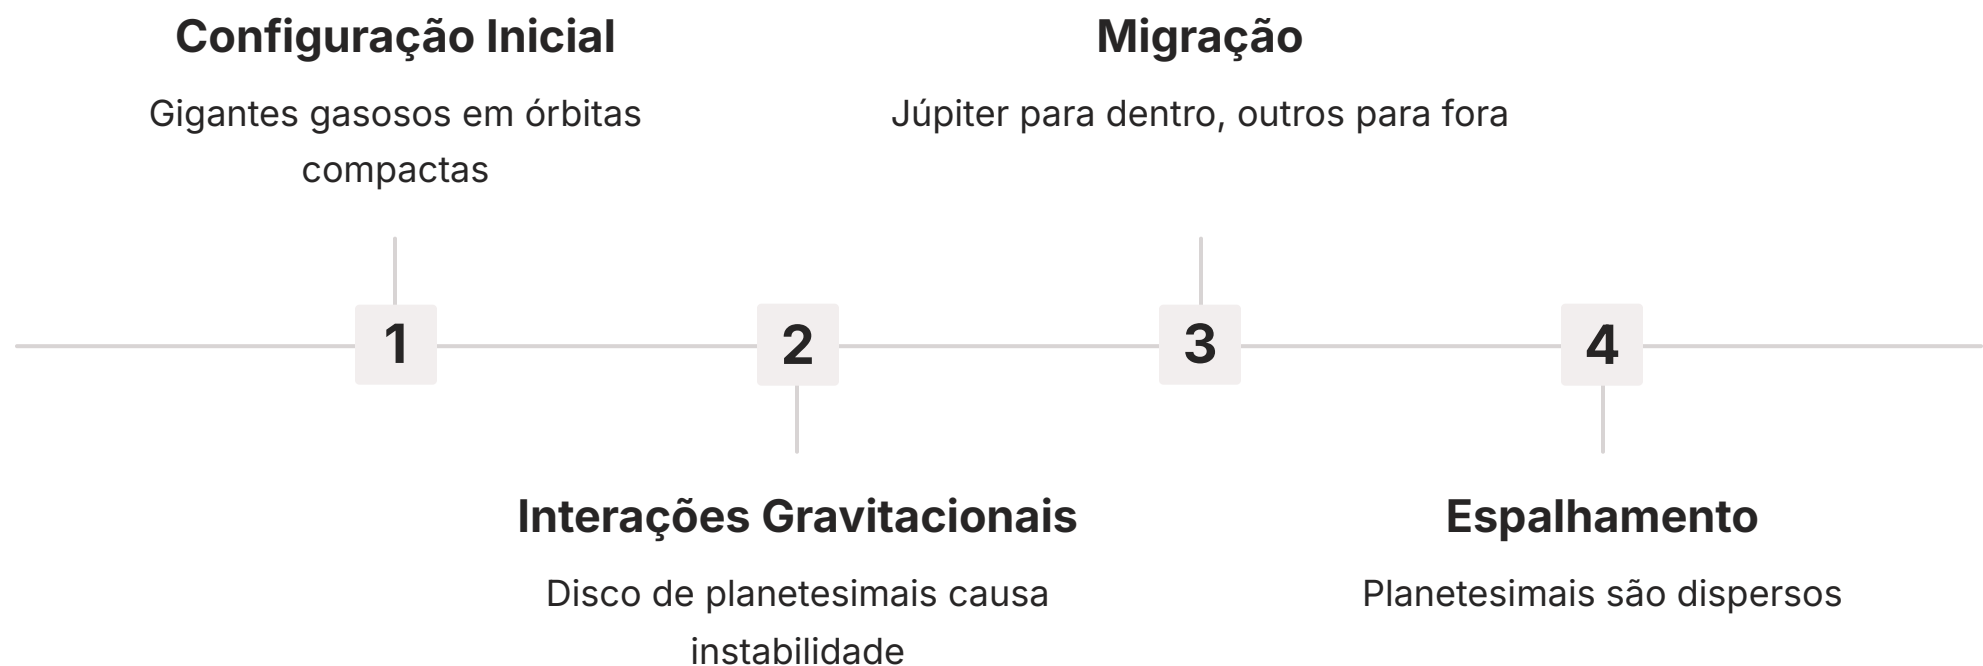 Configuração Inicial
Gigantes gasosos em órbitas
compactas
Migração
Júpiter para dentro, outros para fora
1
2
3
4
Interações Gravitacionais
Disco de planetesimais causa
instabilidade
Espalhamento
Planetesimais são dispersos